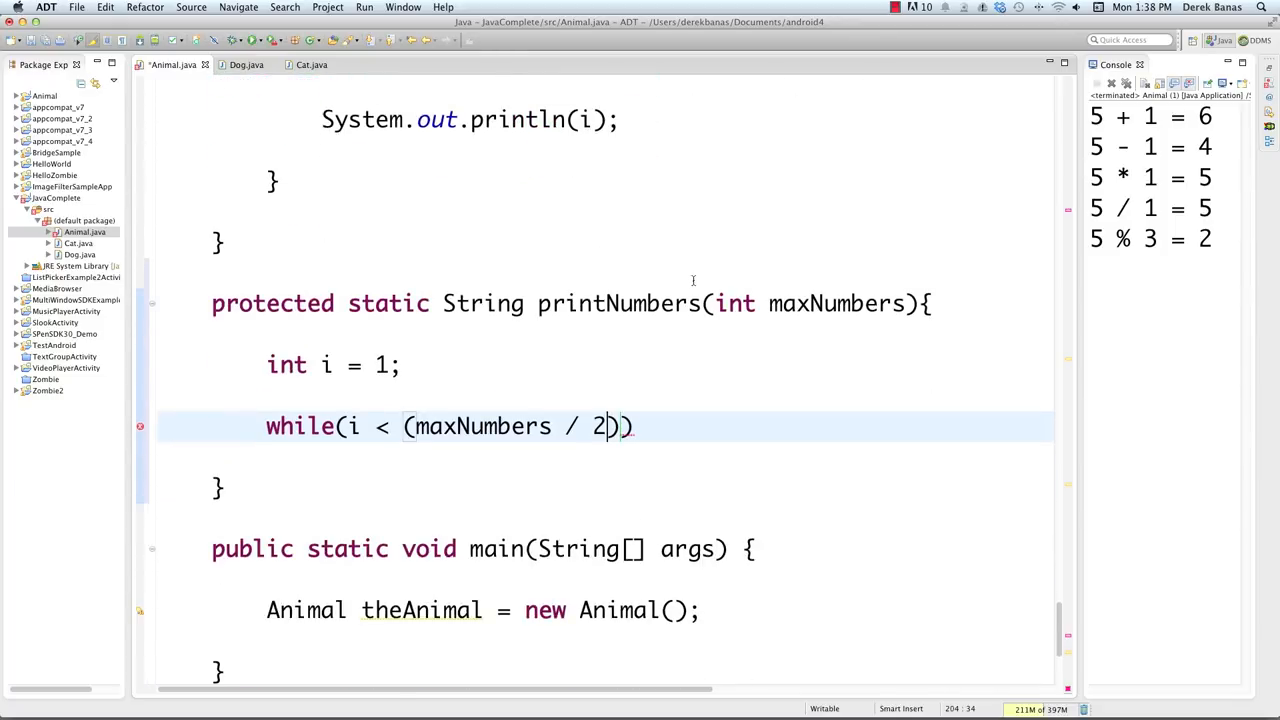 ADT File Edit Refactor Source Navigate Search Project Run Window Help 10 Mon 1:38 PM Derek Banas
Java - JavaComplete/src/Animal.java - ADT - /Users/derekbanas/Documents/android4
Quick Access Java DDMS
Package Exp
*Animal.java Dog.java Cat.java
Console
<terminated> Animal (1) [Java Application] /S
Animal
appcompat_v7
appcompat_v7_2
appcompat_v7_3
appcompat_v7_4
BridgeSample
HelloWorld
HelloZombie
ImageFilterSampleApp
JavaComplete
src
(default package)
Animal.java
Cat.java
Dog.java
JRE System Library [Ja
ListPickerExample2Activi
MediaBrowser
MultiWindowSDKExample
MusicPlayerActivity
SlookActivity
SPenSDK30_Demo
TestAndroid
TextGroupActivity
VideoPlayerActivity
Zombie
Zombie2
System.out.println(i);
}
}
protected static String printNumbers(int maxNumbers){
int i = 1;
while(i < (maxNumbers / 2))
}
public static void main(String[] args) {
Animal theAnimal = new Animal();
}
5 + 1 = 6
5 - 1 = 4
5 * 1 = 5
5 / 1 = 5
5 % 3 = 2
Writable Smart Insert 204 : 34 211M of 397M